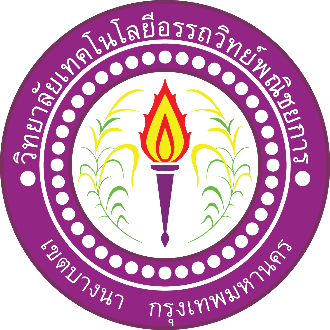 วิทยาลัยเทคโนโลยีอรรถวิทย์พณิชยการ
เขตบางนา กรุงเทพมหานคร